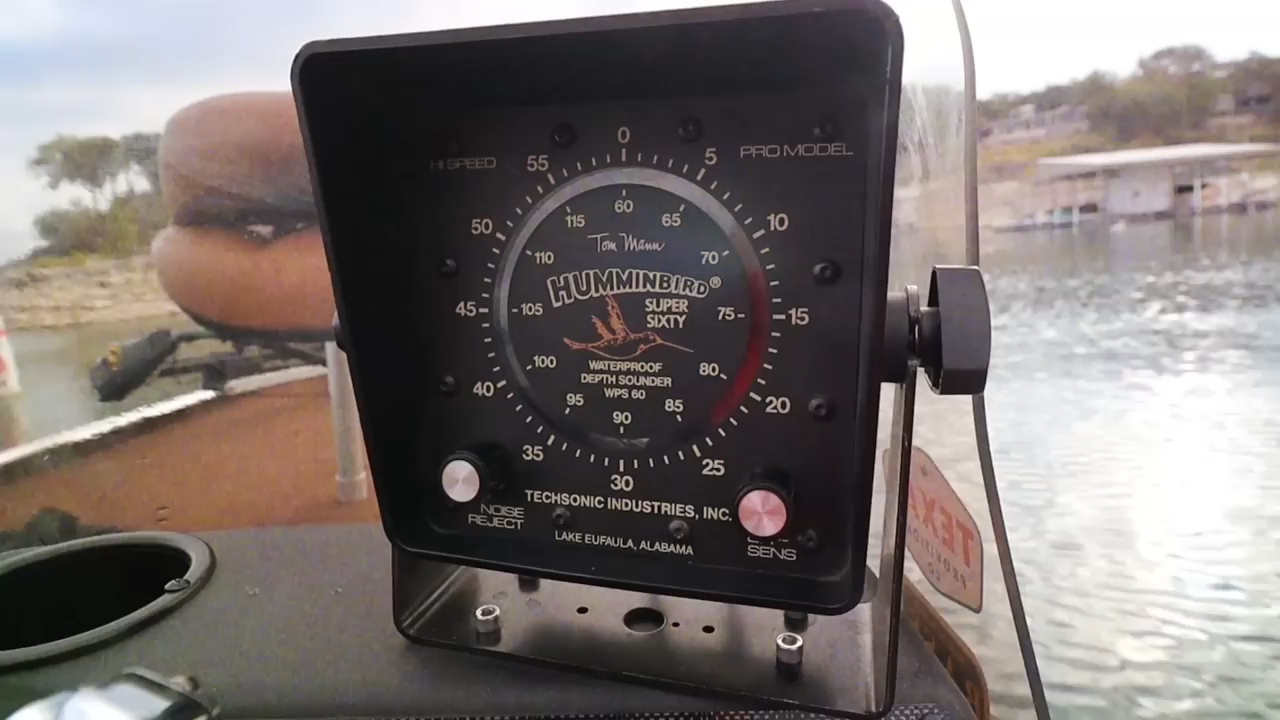 HI SPEED
PRO MODEL
0
5
10
15
20
25
30
35
40
45
50
55
60
65
70
75
80
85
90
95
100
105
110
115
Tom Mann
HUMMINBIRD®
SUPER
SIXTY
WATERPROOF
DEPTH SOUNDER
WPS 60
NOISE
REJECT
TECHSONIC INDUSTRIES, INC.
LAKE EUFAULA, ALABAMA
SENS